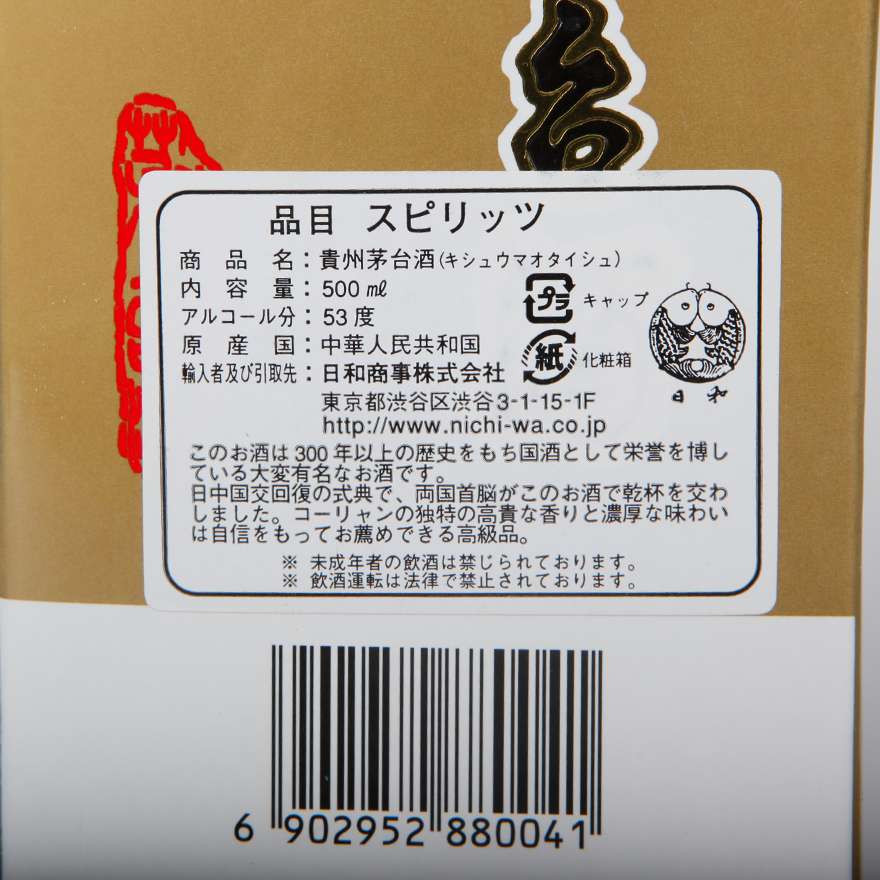 品目 スピリッツ
商品名：貴州茅台酒(キシュウマオタイシュ)
内容量：500㎖
アルコール分：53度
原産国：中華人民共和国
輸入者及び引取先：日和商事株式会社
東京都渋谷区渋谷3-1-15-1F
http://www.nichi-wa.co.jp
プラ キャップ
紙 化粧箱
日和
このお酒は300年以上の歴史をもち国酒として栄誉を博し
ている大変有名なお酒です。
日中国交回復の式典で、両国首脳がこのお酒で乾杯を交わ
しました。コーリャンの独特の高貴な香りと濃厚な味わい
は自信をもってお薦めできる高級品。
※ 未成年者の飲酒は禁じられております。
※ 飲酒運転は法律で禁止されております。
6 902952 880041